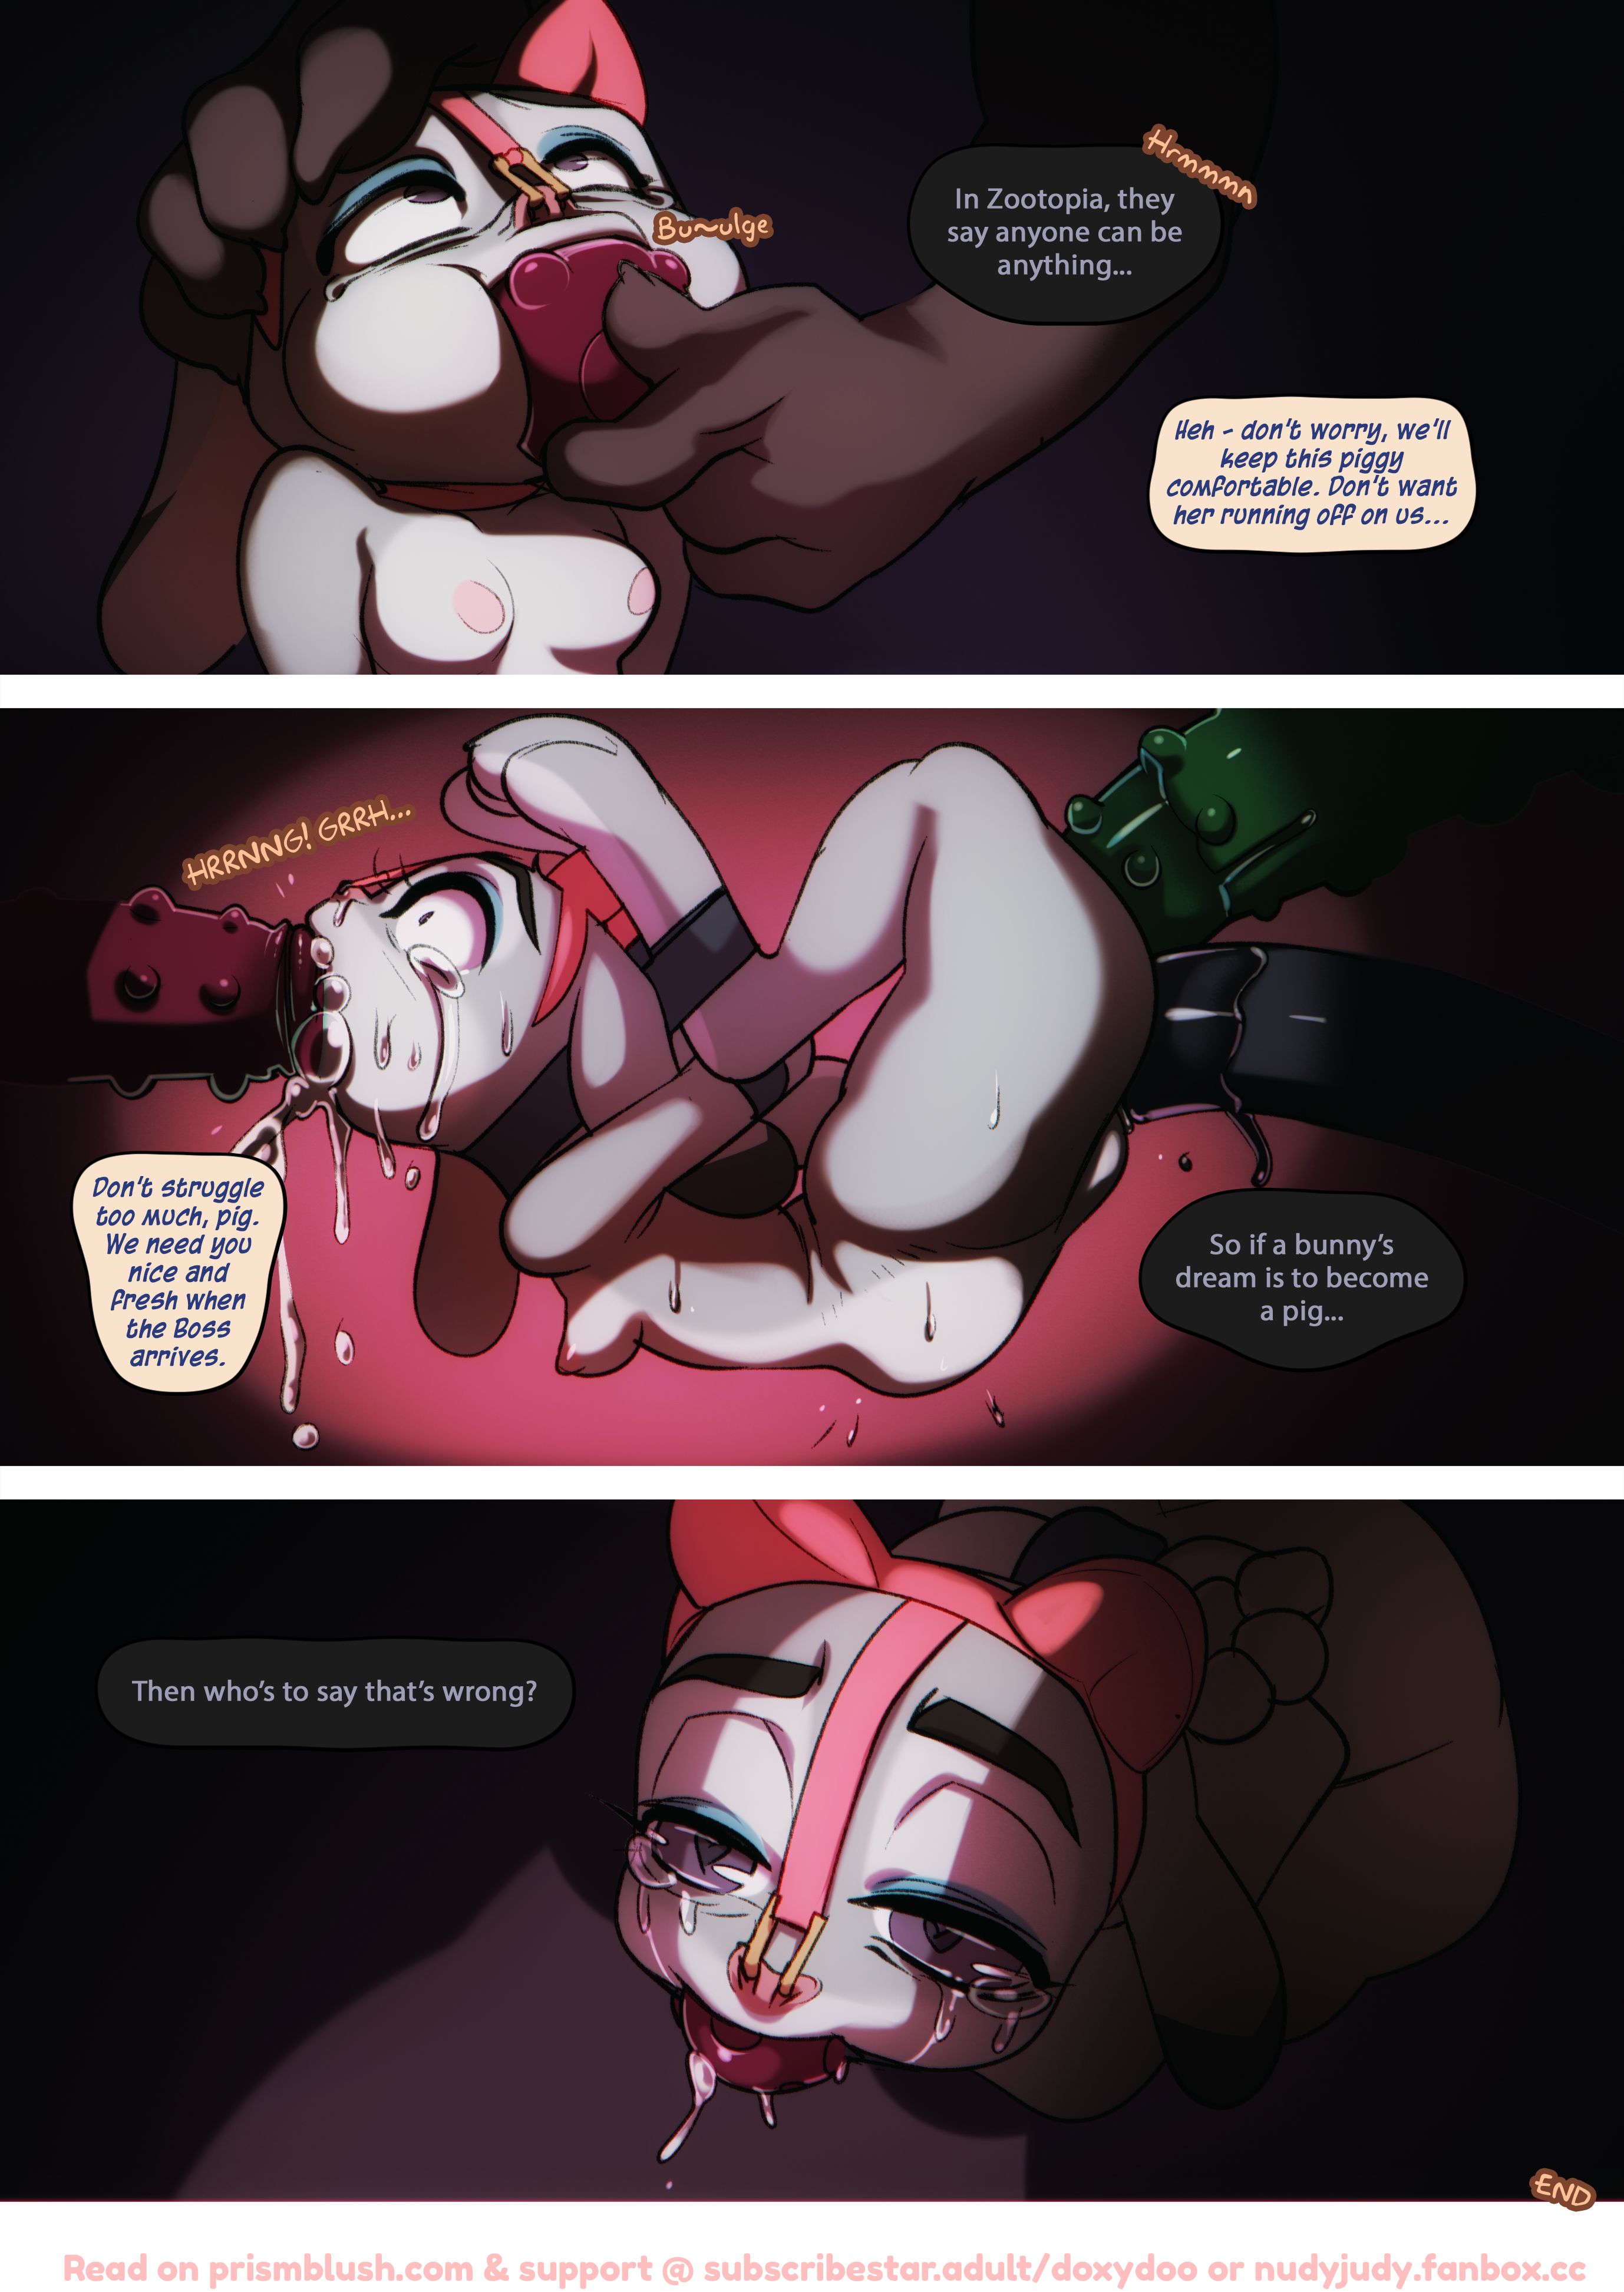 Hrmmmn
In Zootopia, they
say anyone can be
anything...
Bu~ulge
Heh - don't worry, we'll
keep this piggy
comfortable. Don't want
her running off on us...
HRRNNG! GRRH...
Don't struggle
too much, pig.
We need you
nice and
fresh when
the Boss
arrives.
So if a bunny's
dream is to become
a pig...
Then who's to say that's wrong?
END
Read on prismblush.com & support @ subscribestar.adult/doxydoo or nudyjudy.fanbox.cc